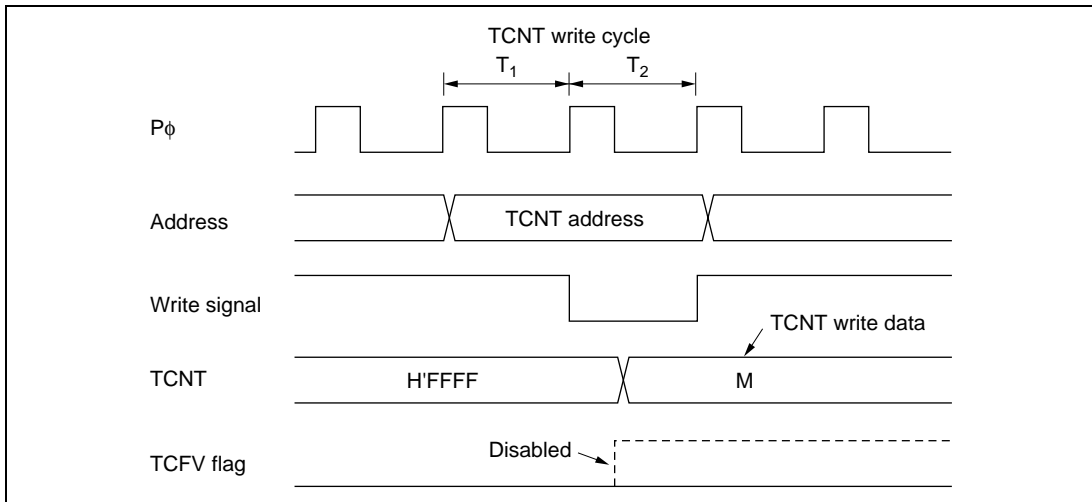 TCNT write cycle
T1 T2
Pϕ
Address TCNT address
Write signal
TCNT write data
TCNT H'FFFF M
Disabled
TCFV flag